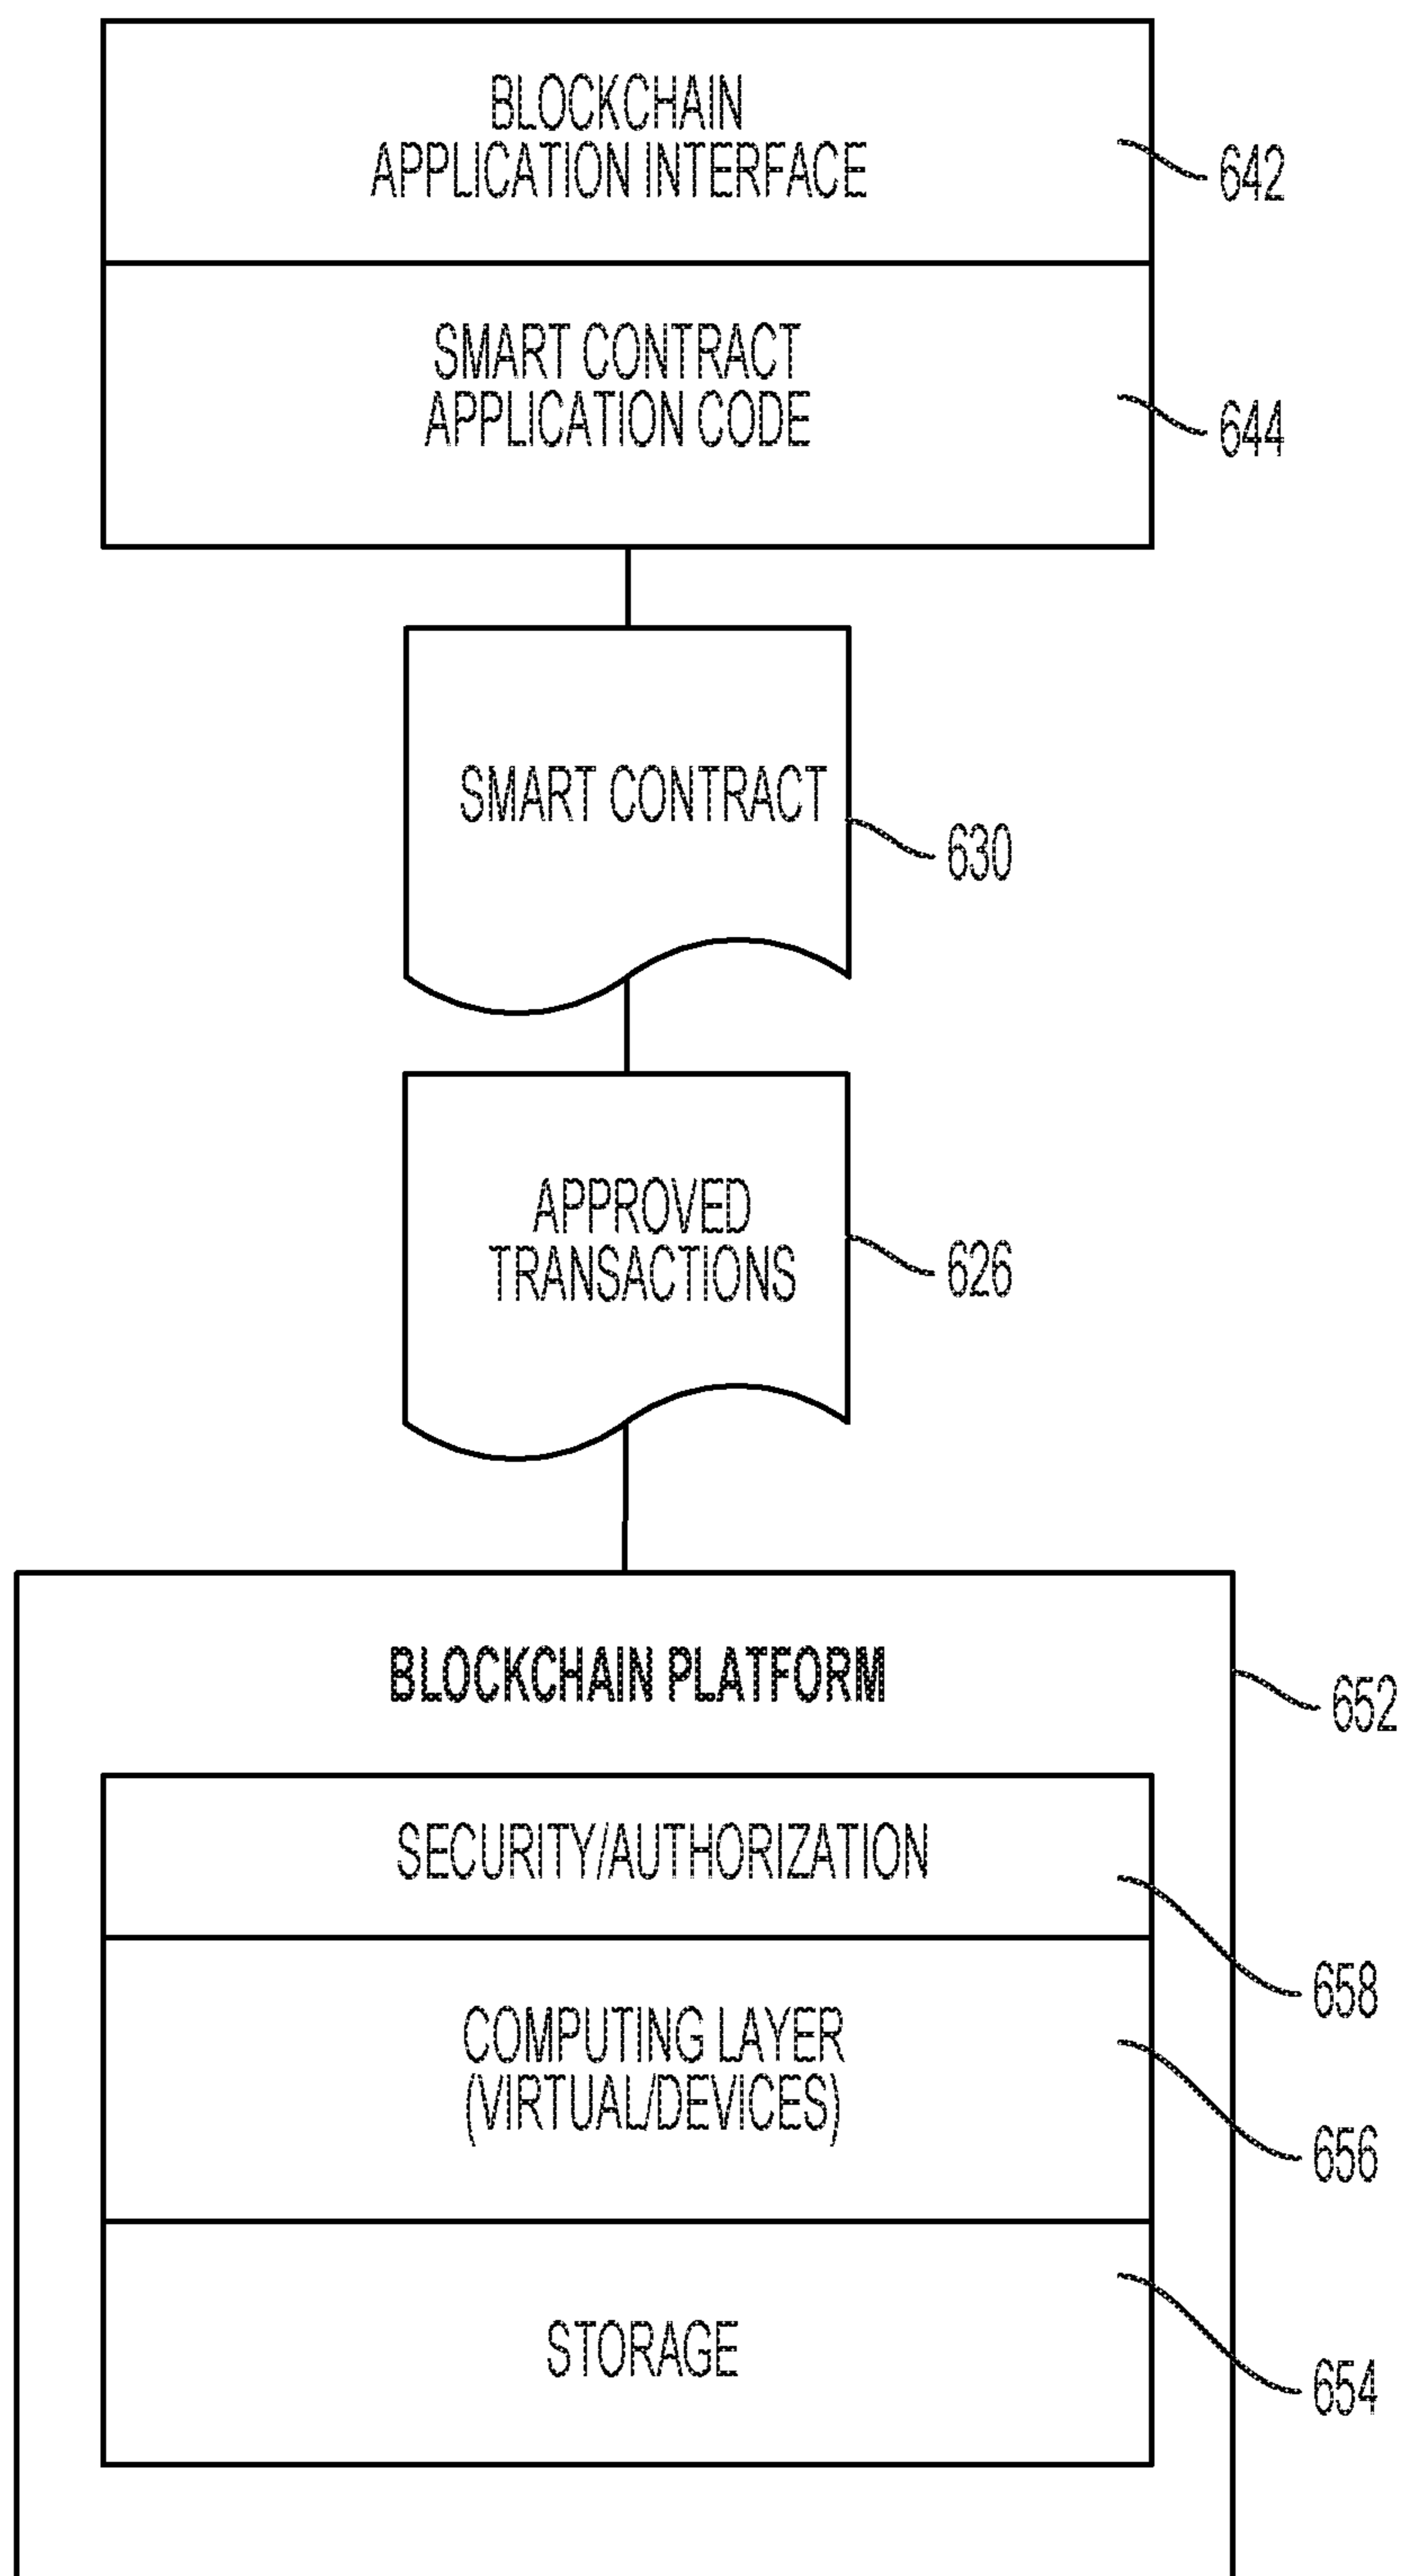 BLOCKCHAIN
APPLICATION INTERFACE
642
SMART CONTRACT
APPLICATION CODE
644
SMART CONTRACT
630
APPROVED
TRANSACTIONS
626
BLOCKCHAIN PLATFORM
652
SECURITY/AUTHORIZATION
658
COMPUTING LAYER
(VIRTUAL/DEVICES)
656
STORAGE
654